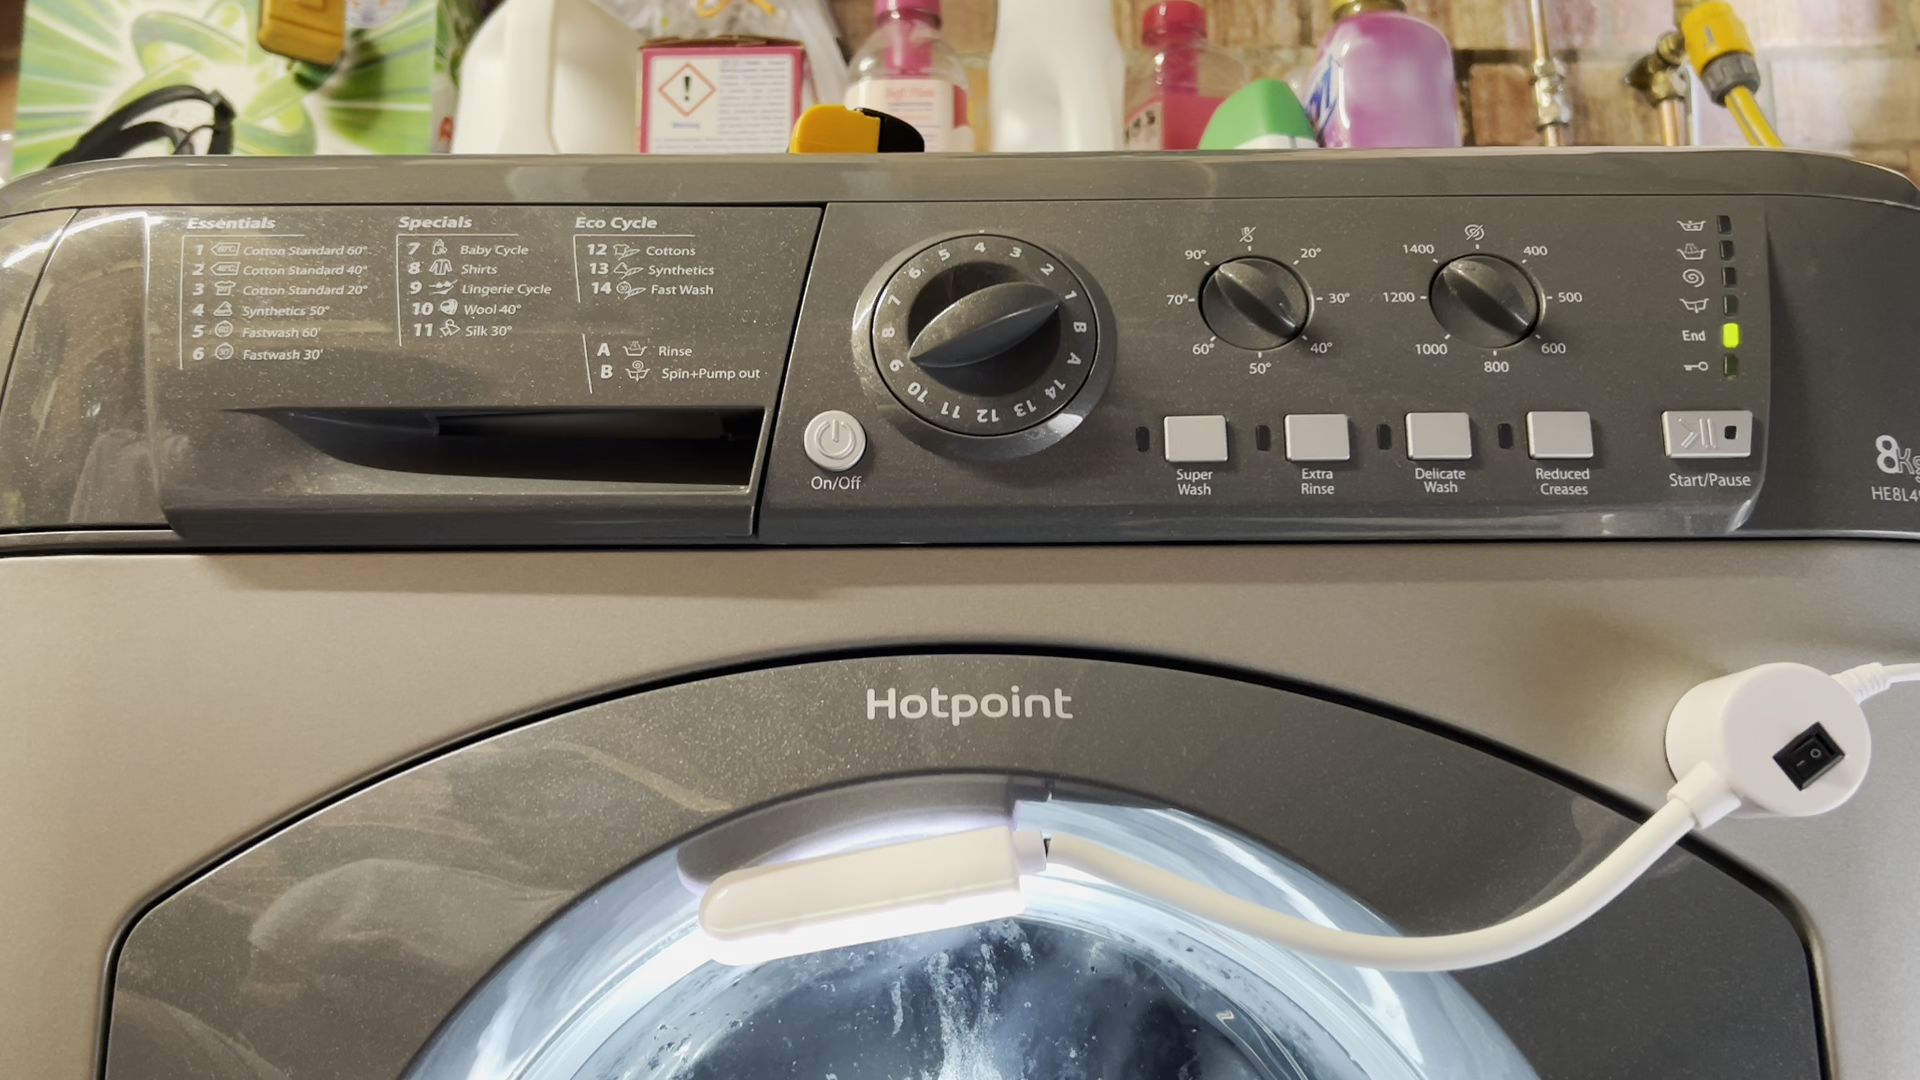 Essentials
1 Cotton Standard 60°
2 Cotton Standard 40°
3 Cotton Standard 20°
4 Synthetics 50°
5 Fastwash 60'
6 Fastwash 30'
Specials
7 Baby Cycle
8 Shirts
9 Lingerie Cycle
10 Wool 40°
11 Silk 30°
Eco Cycle
12 Cottons
13 Synthetics
14 Fast Wash
A Rinse
B Spin+Pump out
On/Off
1 2 3 4 5 6 7 8 9 10 11 12 13 14 A B
20°
30°
40°
50°
60°
70°
90°
400
500
600
800
1000
1200
1400
End
Super
Wash
Extra
Rinse
Delicate
Wash
Reduced
Creases
Start/Pause
8Kg
HE8L4
Hotpoint